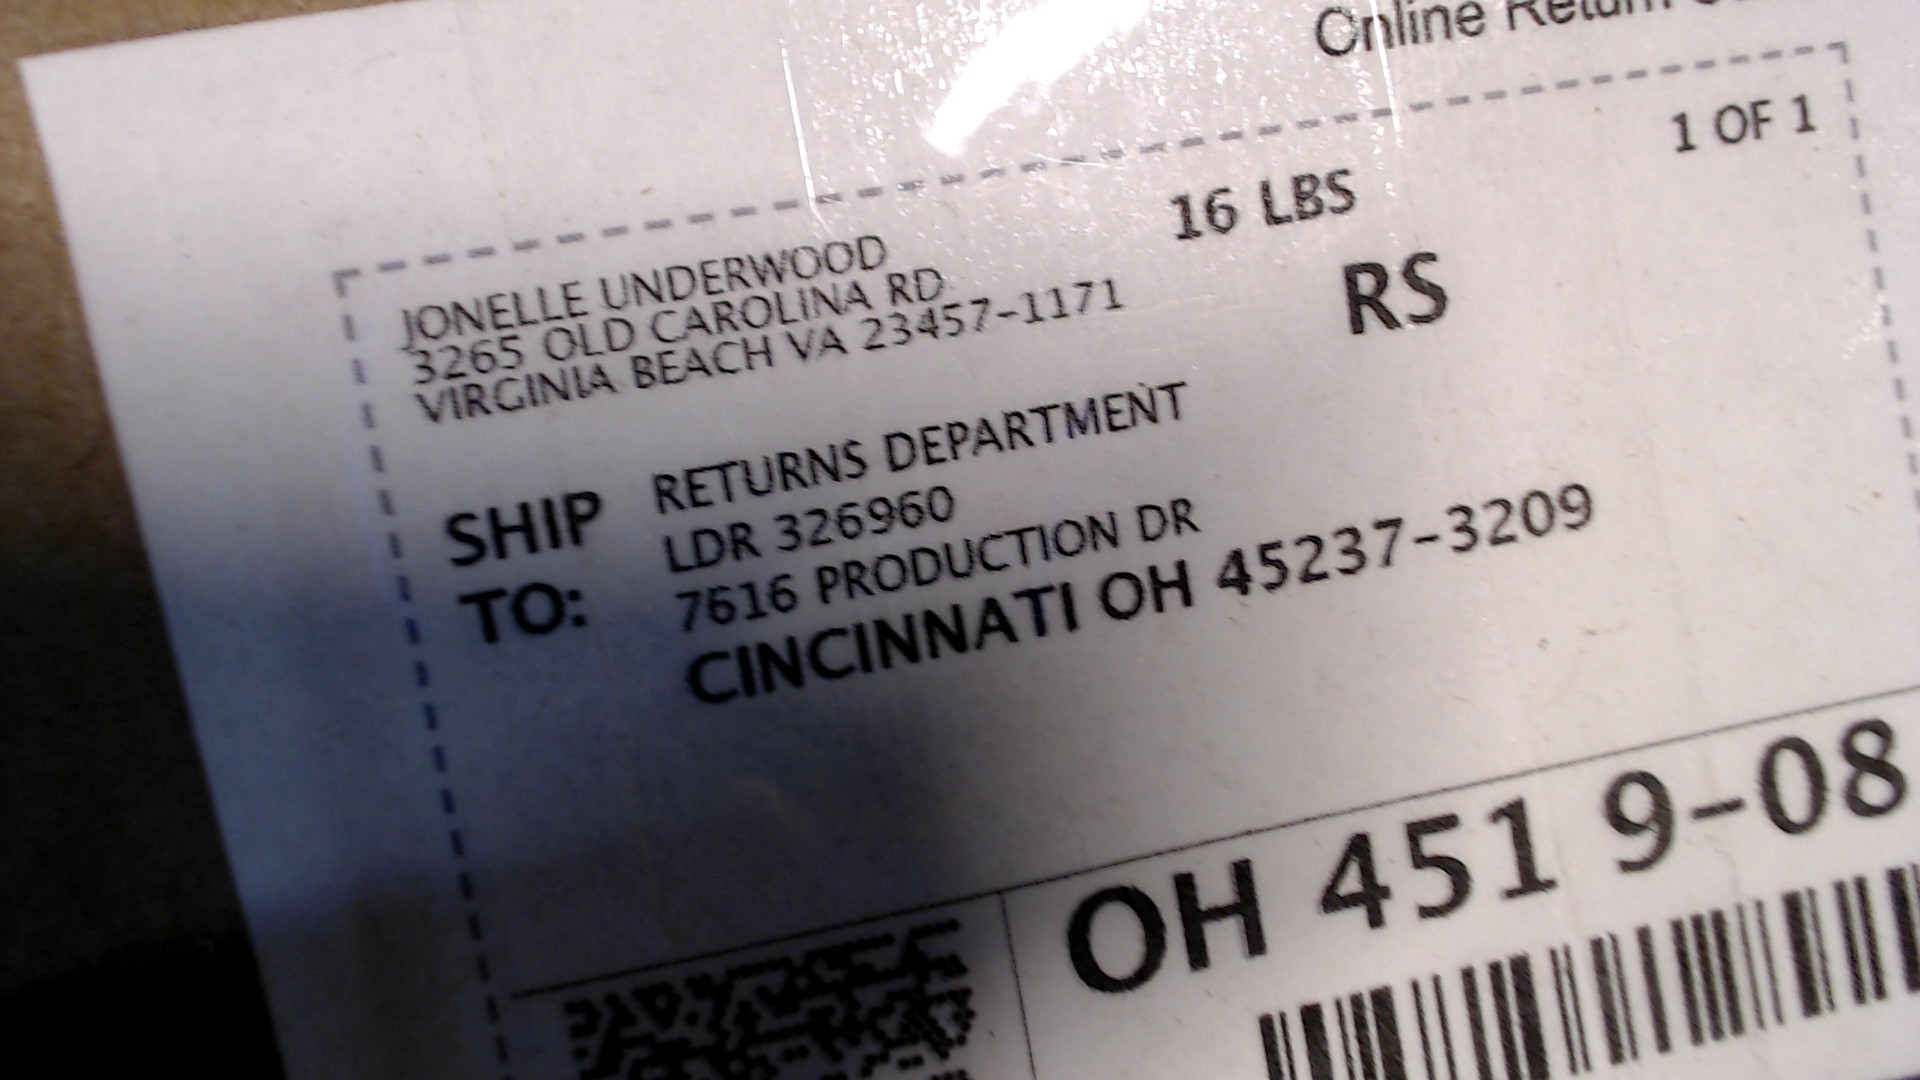 Online Return
1 OF 1
16 LBS
RS
JONELLE UNDERWOOD
3265 OLD CAROLINA RD
VIRGINIA BEACH VA 23457-1171
SHIP TO:
RETURNS DEPARTMENT
LDR 326960
7616 PRODUCTION DR
CINCINNATI OH 45237-3209
OH 451 9-08